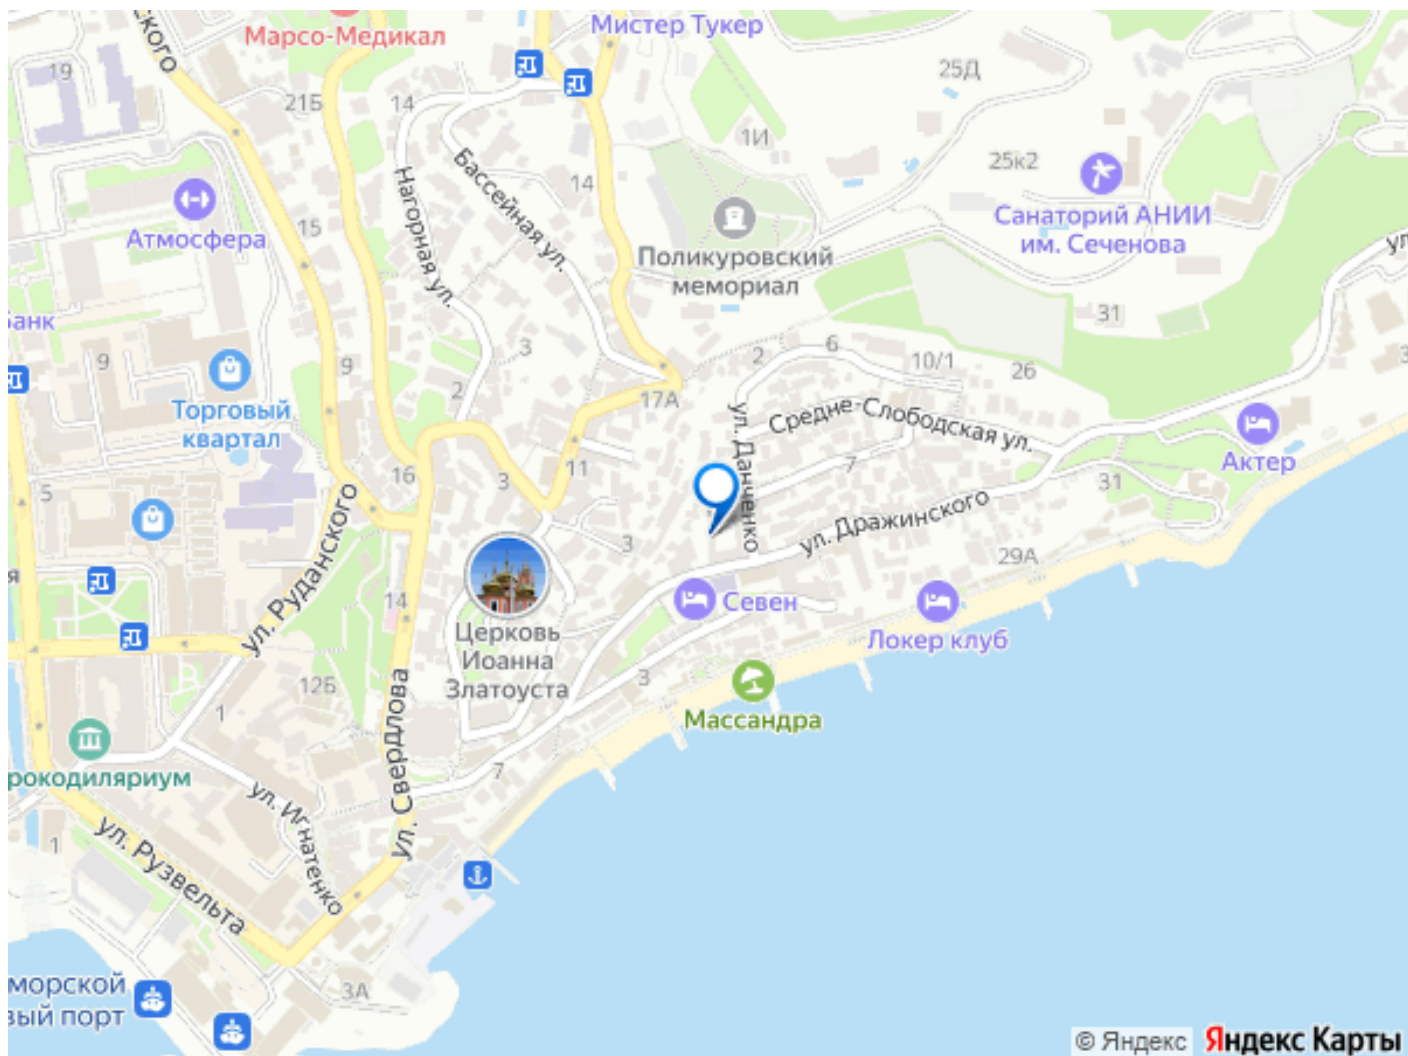 ского
Марсо-Медикал
Мистер Тукер
19
21Б
14
25Д
1И
Бассейная ул.
14
25к2
Нагорная ул.
Санаторий АНИИ
им. Сеченова
Атмосфера
15
Поликуровский
мемориал
ул
Банк
31
9
9
3
2
6
10/1
26
3
Торговый
квартал
2
17А
ул. Данченко
Средне-Слободская ул.
Актер
16
11
7
5
3
31
ул. Дражинского
ул. Руданского
3
29А
я
14
Севен
Церковь
Иоанна
Златоуста
Локер клуб
12Б
3
1
ул. Свердлова
Массандра
рокодиляриум
7
ул. Игнатенко
1
ул. Рузвельта
морской
вый порт
3А
© Яндекс Яндекс Карты